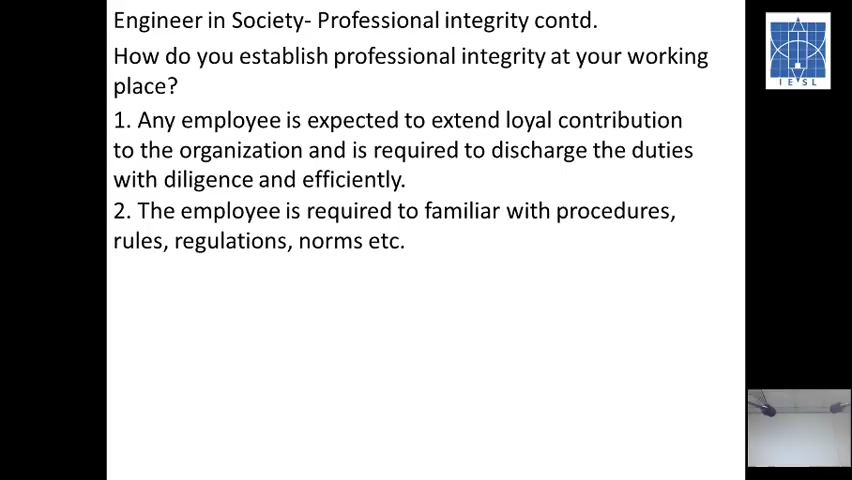 Engineer in Society- Professional integrity contd.
How do you establish professional integrity at your working
place?
1. Any employee is expected to extend loyal contribution
to the organization and is required to discharge the duties
with diligence and efficiently.
2. The employee is required to familiar with procedures,
rules, regulations, norms etc.
IESL